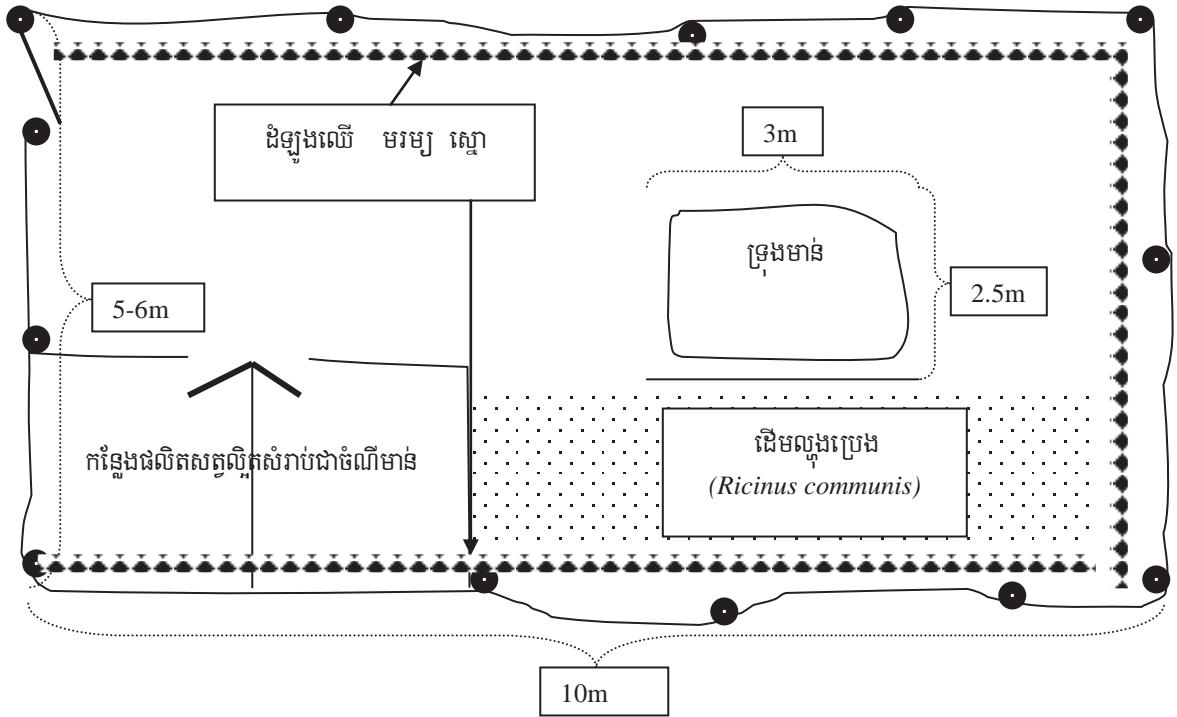 ដំឡូងឈើ មរម្យ ស្នោ
3m
ទ្រុងមាន់
2.5m
5-6m
ដើមល្ហុងប្រេង
(Ricinus communis)
កន្លែងផលិតសត្វល្អិតសំរាប់ជាចំណីមាន់
10m